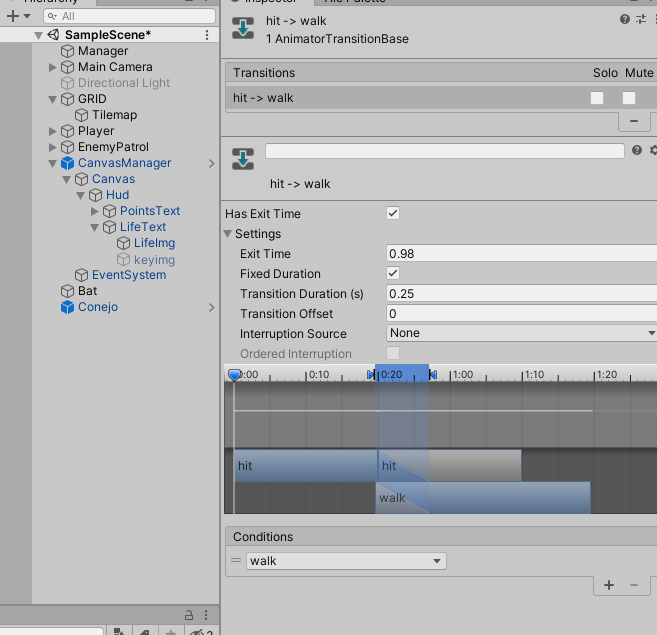 Hierarchy
All
SampleScene*
Manager
Main Camera
Directional Light
GRID
Tilemap
Player
EnemyPatrol
CanvasManager
Canvas
Hud
PointsText
LifeText
LifeImg
keyimg
EventSystem
Bat
Conejo
Inspector Tile Palette
hit -> walk
1 AnimatorTransitionBase
Transitions Solo Mute
hit -> walk
hit -> walk
Has Exit Time
Settings
Exit Time 0.98
Fixed Duration
Transition Duration (s) 0.25
Transition Offset 0
Interruption Source None
Ordered Interruption
0:00 0:10 0:20 1:00 1:10 1:20
hit hit
walk
Conditions
walk